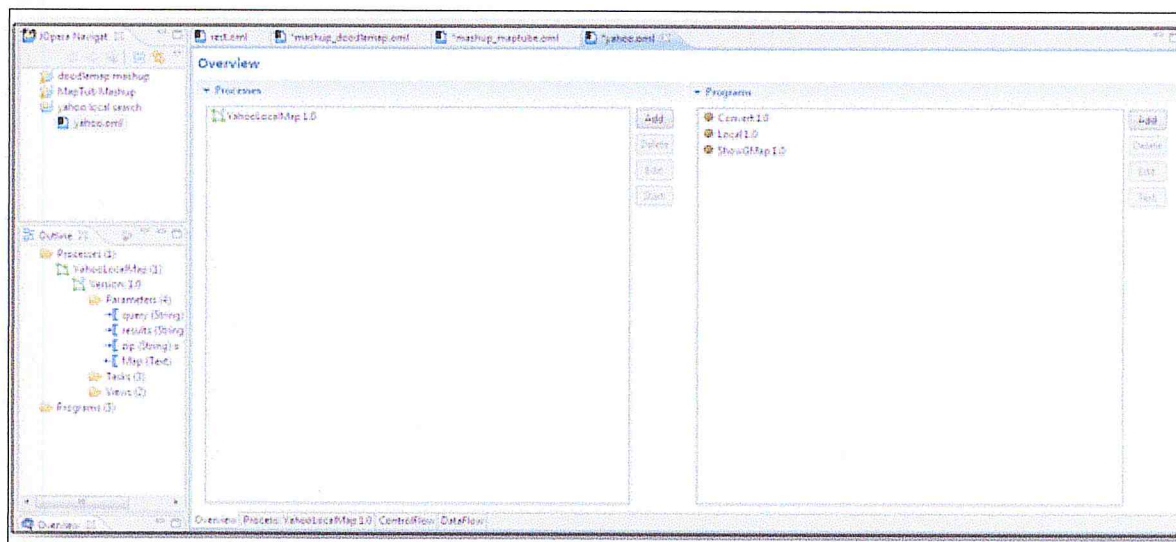 JOpera Navigat
doodlemap mashup
MapTub Mashup
yahoo local search
yahoo.oml
Outline
Processes (1)
YahooLocalMap (1)
Version: 1.0
Parameters (4)
query (String)
results (String
zip (String) s
Map (Text)
Tasks (3)
Views (2)
Programs (3)
Overview
rest.oml
*mashup_doodlemap.oml
*mashup_maptube.oml
*yahoo.oml
Overview
Processes
YahooLocalMap 1.0
Add
Delete
Edit
Start
Programs
Convert 1.0
Local 1.0
ShowGMap 1.0
Add
Delete
Edit
Test
Overview Process: YahooLocalMap 1.0 ControlFlow DataFlow